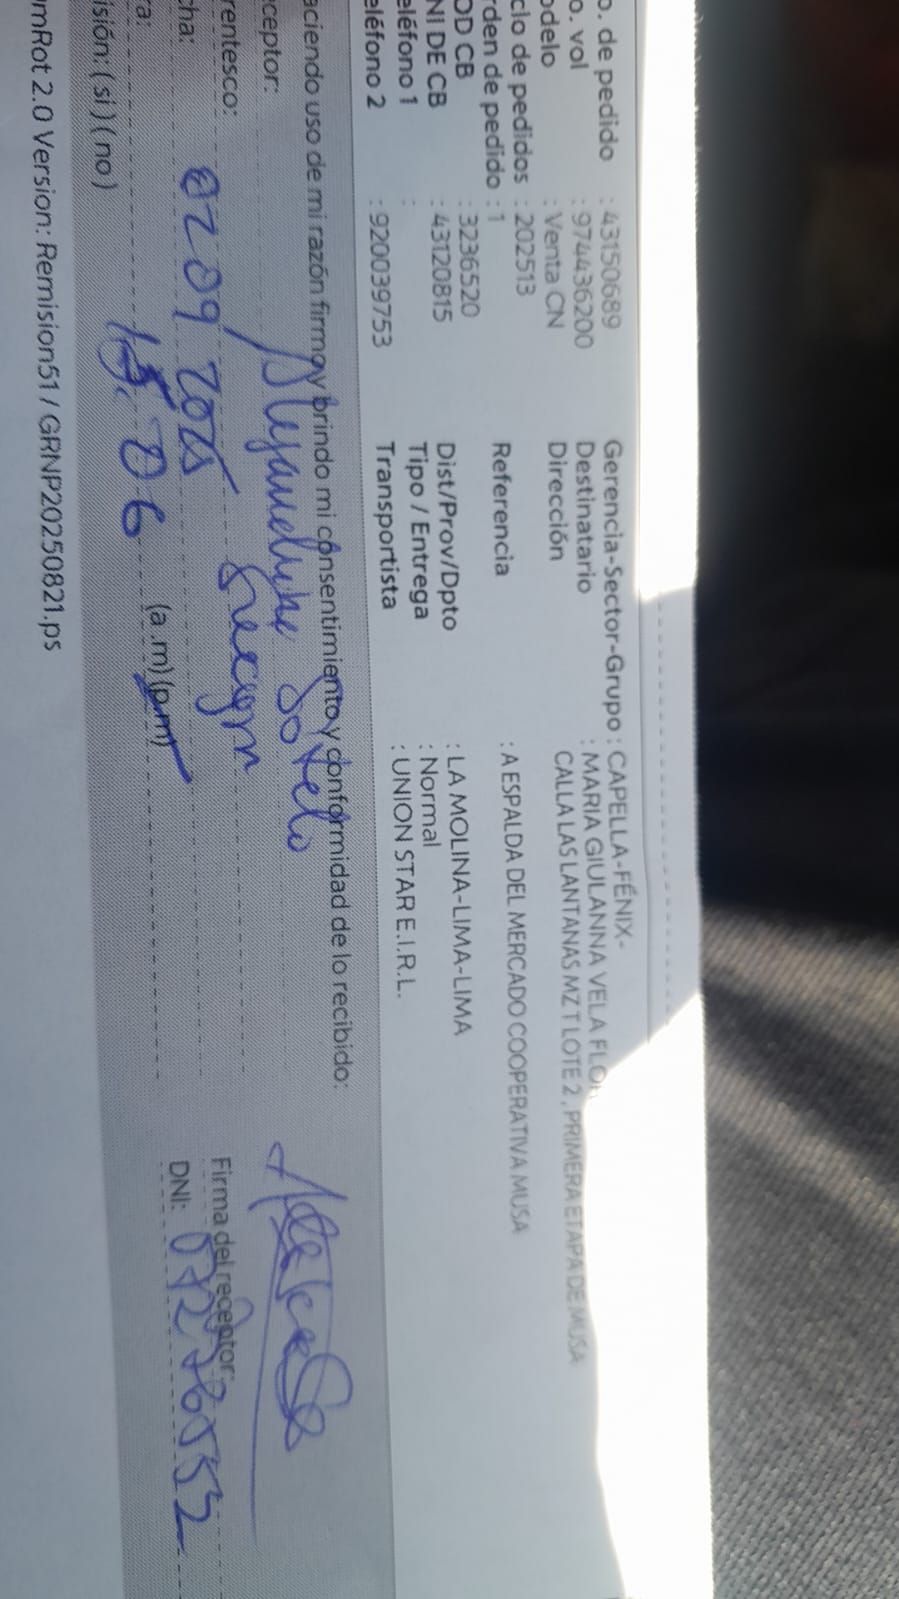 o. de pedido : 43150689 Gerencia-Sector-Grupo : CAPELLA-FÉNIX-
o. vol : 974436200 Destinatario : MARIA GIULANNA VELA FLO
odelo : Venta CN Dirección CALLA LAS LANTANAS MZ T LOTE 2 , PRIMERA ETAPA DE MUSA
clo de pedidos : 202513
rden de pedido : 1 Referencia : A ESPALDA DEL MERCADO COOPERATIVA MUSA
OD CB : 3236520
NI DE CB : 43120815 Dist/Prov/Dpto : LA MOLINA-LIMA-LIMA
eléfono 1 : Tipo / Entrega : Normal
eléfono 2 : 920039753 Transportista : UNION STAR E.I.R.L.
aciendo uso de mi razón firmo y brindo mi consentimiento y conformidad de lo recibido:
ceptor: Sotelo
rentesco: Firma del receptor:
cha: 02 09 2025 DNI:
ra: 06 (a.m) (p.m)
isión: ( si ) ( no )
mRot 2.0 Version: Remision51 / GRNP20250821.ps